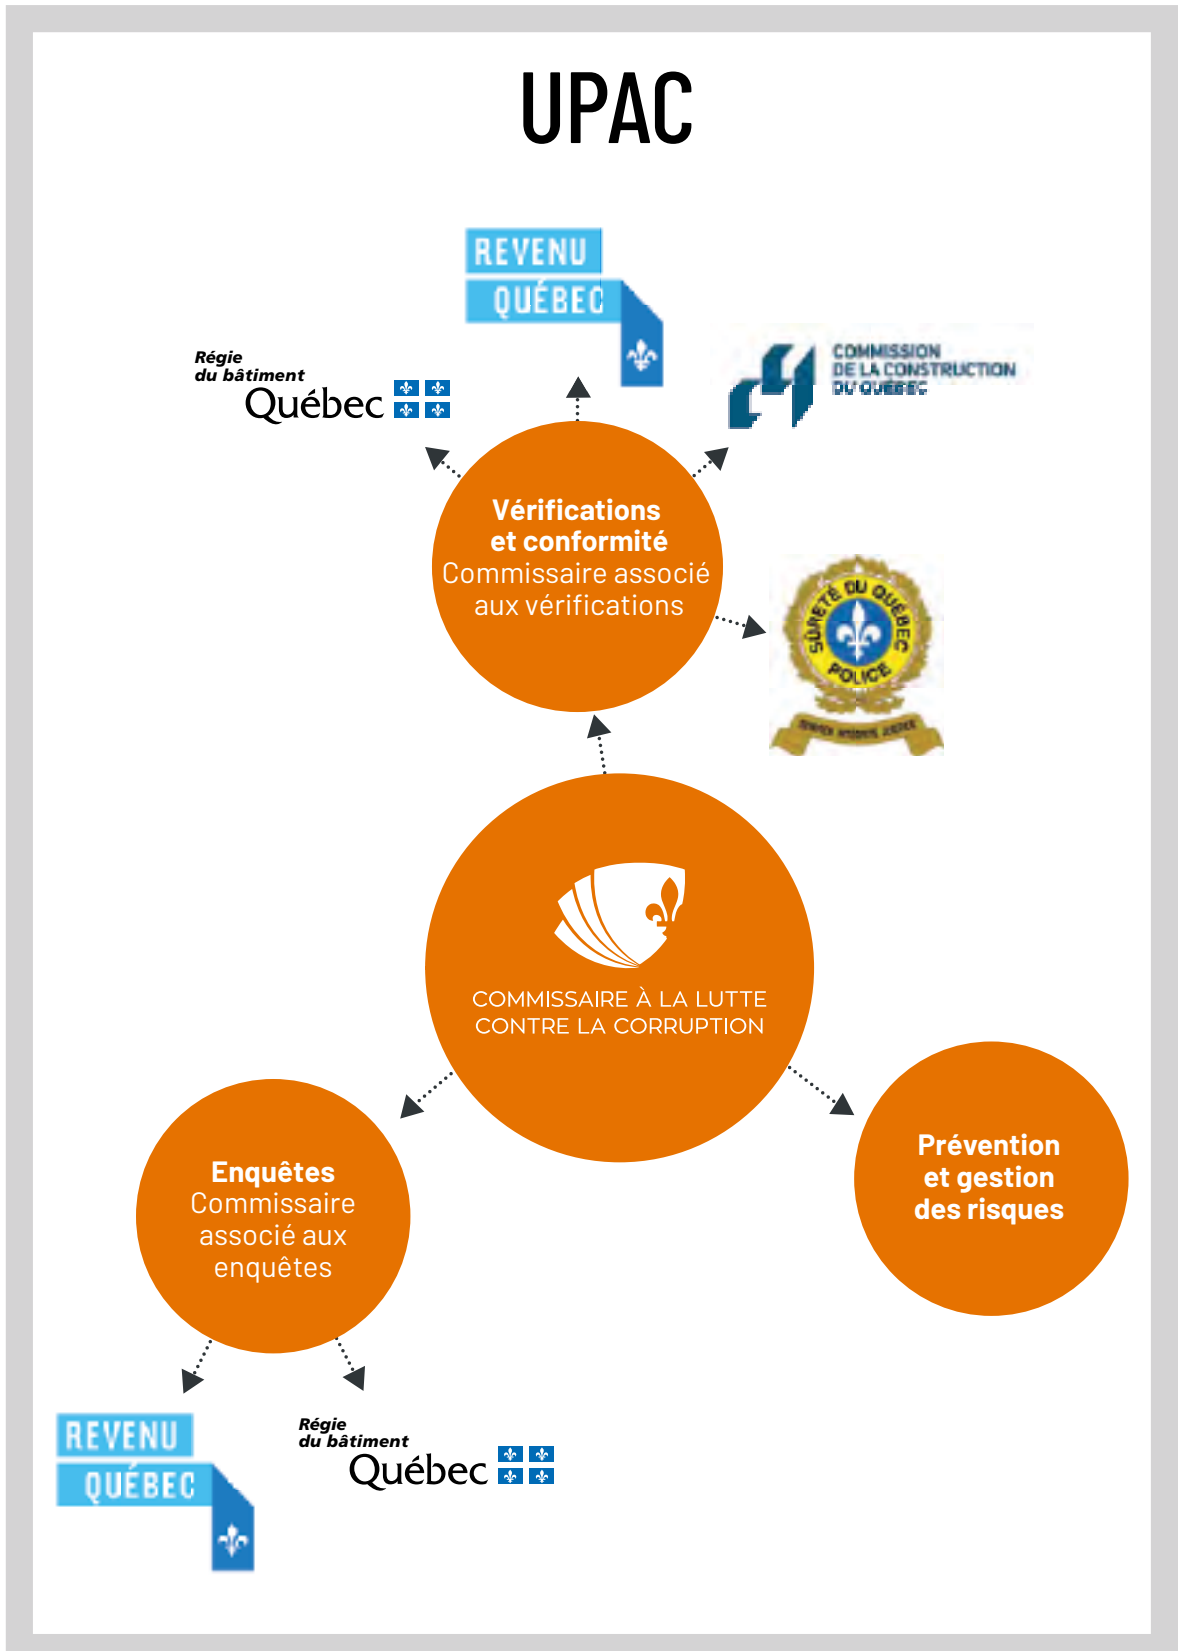 UPAC
REVENU
QUÉBEC
Régie
du bâtiment
Québec
COMMISSION
DE LA CONSTRUCTION
DU QUÉBEC
Vérifications
et conformité
Commissaire associé
aux vérifications
SÛRETÉ DU QUÉBEC
POLICE
COMMISSAIRE À LA LUTTE
CONTRE LA CORRUPTION
Enquêtes
Commissaire
associé aux
enquêtes
Prévention
et gestion
des risques
REVENU
QUÉBEC
Régie
du bâtiment
Québec